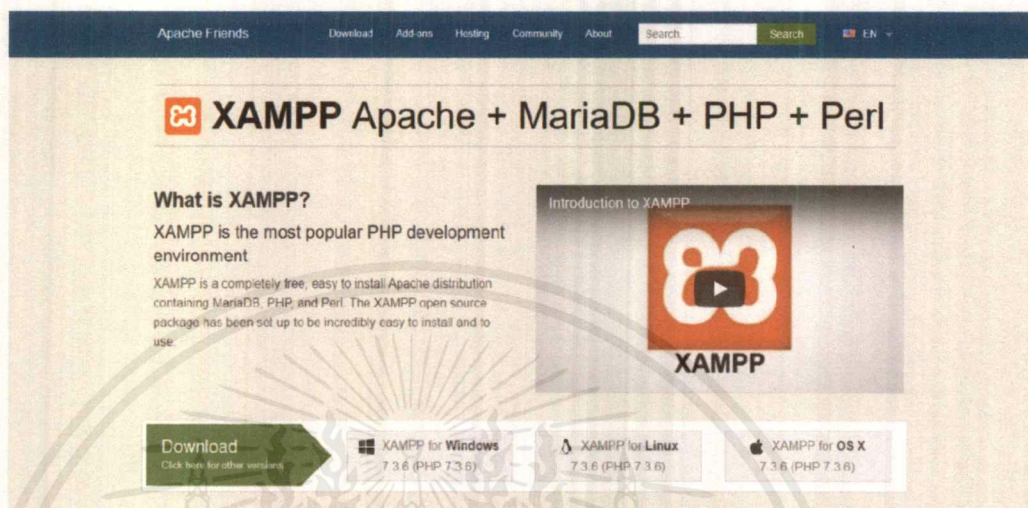 Apache Friends Download Add-ons Hosting Community About Search Search EN
XAMPP Apache + MariaDB + PHP + Perl
What is XAMPP?
XAMPP is the most popular PHP development
environment
XAMPP is a completely free, easy to install Apache distribution
containing MariaDB, PHP, and Perl. The XAMPP open source
package has been set up to be incredibly easy to install and to
use.
Introduction to XAMPP
XAMPP
Download
Click here for other versions
XAMPP for Windows
7.3.6 (PHP 7.3.6)
XAMPP for Linux
7.3.6 (PHP 7.3.6)
XAMPP for OS X
7.3.6 (PHP 7.3.6)